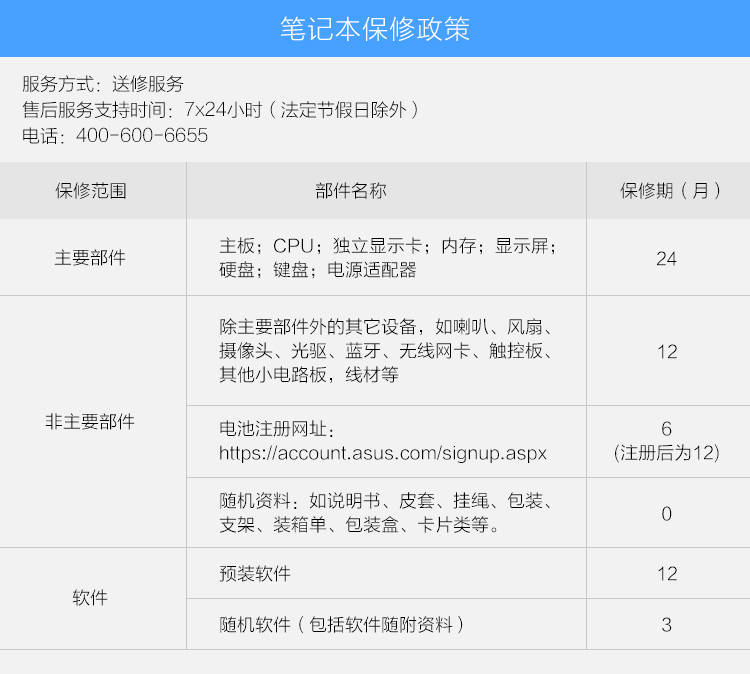 笔记本保修政策
服务方式：送修服务
售后服务支持时间：7x24小时（法定节假日除外）
电话：400-600-6655
保修范围 部件名称 保修期（月）
主要部件
主板；CPU；独立显示卡；内存；显示屏；
硬盘；键盘；电源适配器
24
非主要部件
除主要部件外的其它设备，如喇叭、风扇、
摄像头、光驱、蓝牙、无线网卡、触控板、
其他小电路板，线材等
12
电池注册网址：
https://account.asus.com/signup.aspx
6
(注册后为12)
随机资料：如说明书、皮套、挂绳、包装、
支架、装箱单、包装盒、卡片类等。
0
软件
预装软件
12
随机软件（包括软件随附资料）
3